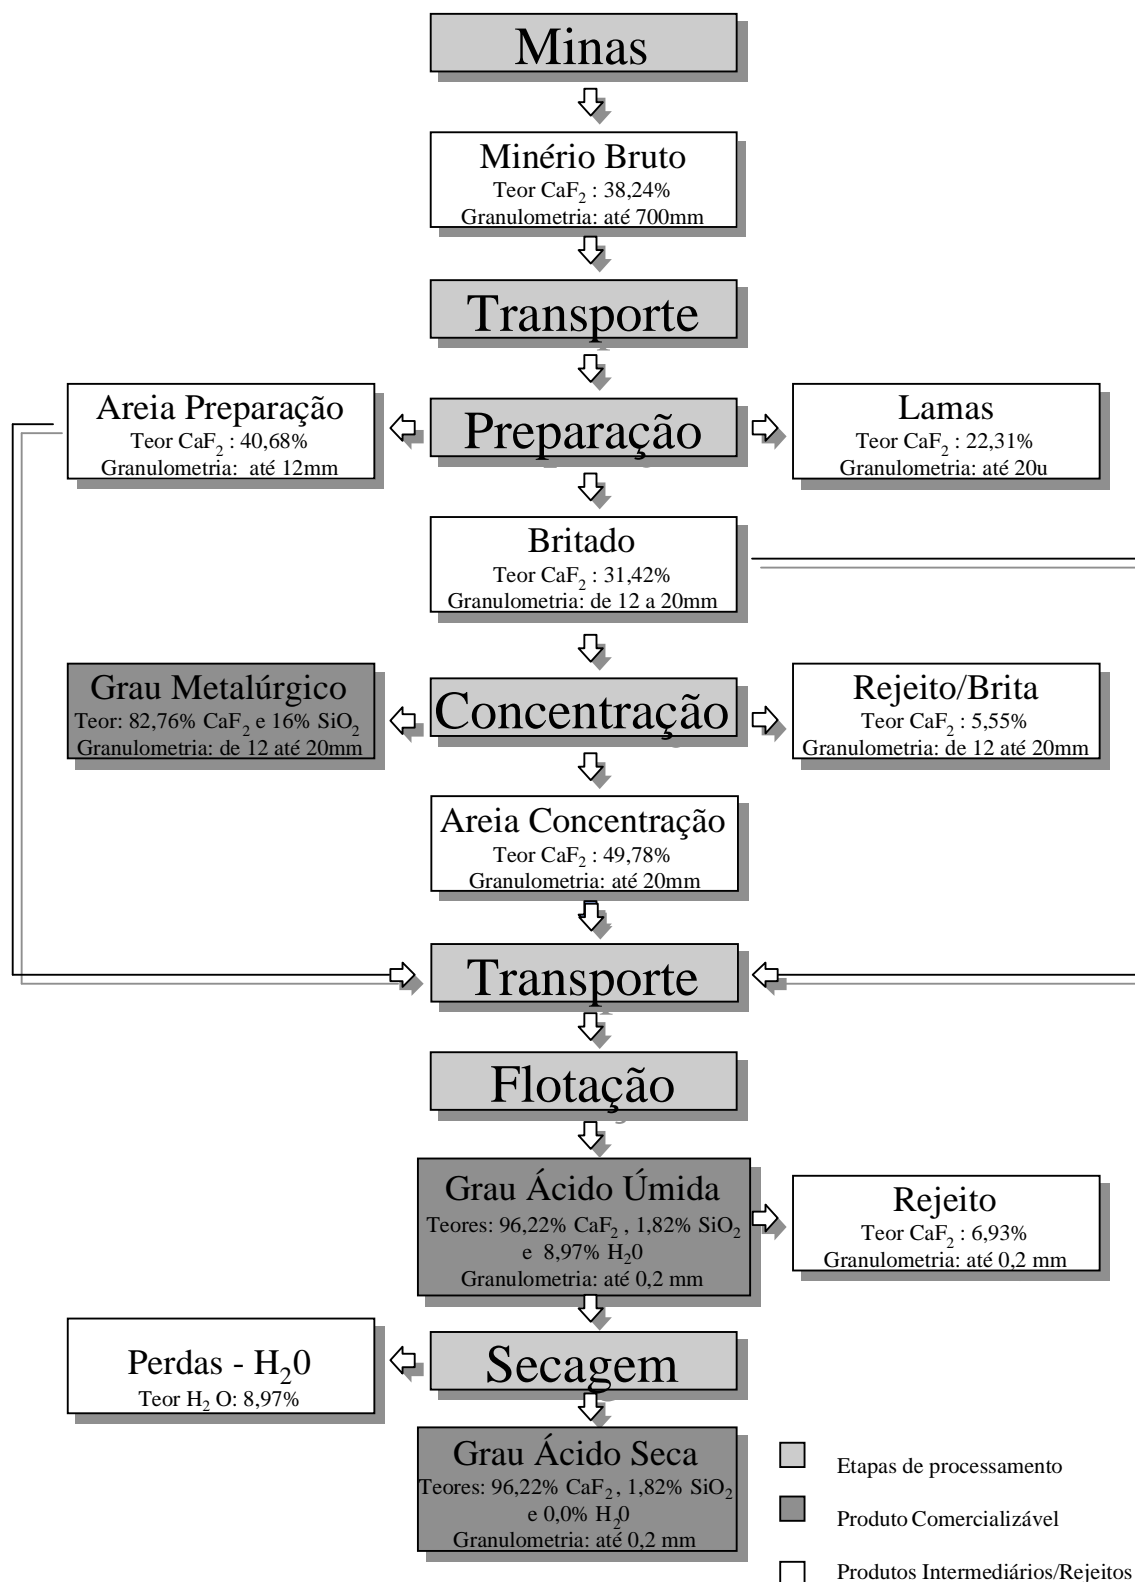 Minas
Minério Bruto
Teor CaF2 : 38,24%
Granulometria: até 700mm
Transporte
Areia Preparação
Teor CaF2 : 40,68%
Granulometria: até 12mm
Preparação
Lamas
Teor CaF2 : 22,31%
Granulometria: até 20u
Britado
Teor CaF2 : 31,42%
Granulometria: de 12 a 20mm
Grau Metalúrgico
Teor: 82,76% CaF2 e 16% SiO2
Granulometria: de 12 até 20mm
Concentração
Rejeito/Brita
Teor CaF2 : 5,55%
Granulometria: de 12 até 20mm
Areia Concentração
Teor CaF2 : 49,78%
Granulometria: até 20mm
Transporte
Flotação
Grau Ácido Úmida
Teores: 96,22% CaF2 , 1,82% SiO2
e 8,97% H20
Granulometria: até 0,2 mm
Rejeito
Teor CaF2 : 6,93%
Granulometria: até 0,2 mm
Perdas - H20
Teor H2 O: 8,97%
Secagem
Grau Ácido Seca
Teores: 96,22% CaF2 , 1,82% SiO2
e 0,0% H20
Granulometria: até 0,2 mm
Etapas de processamento
Produto Comercializável
Produtos Intermediários/Rejeitos